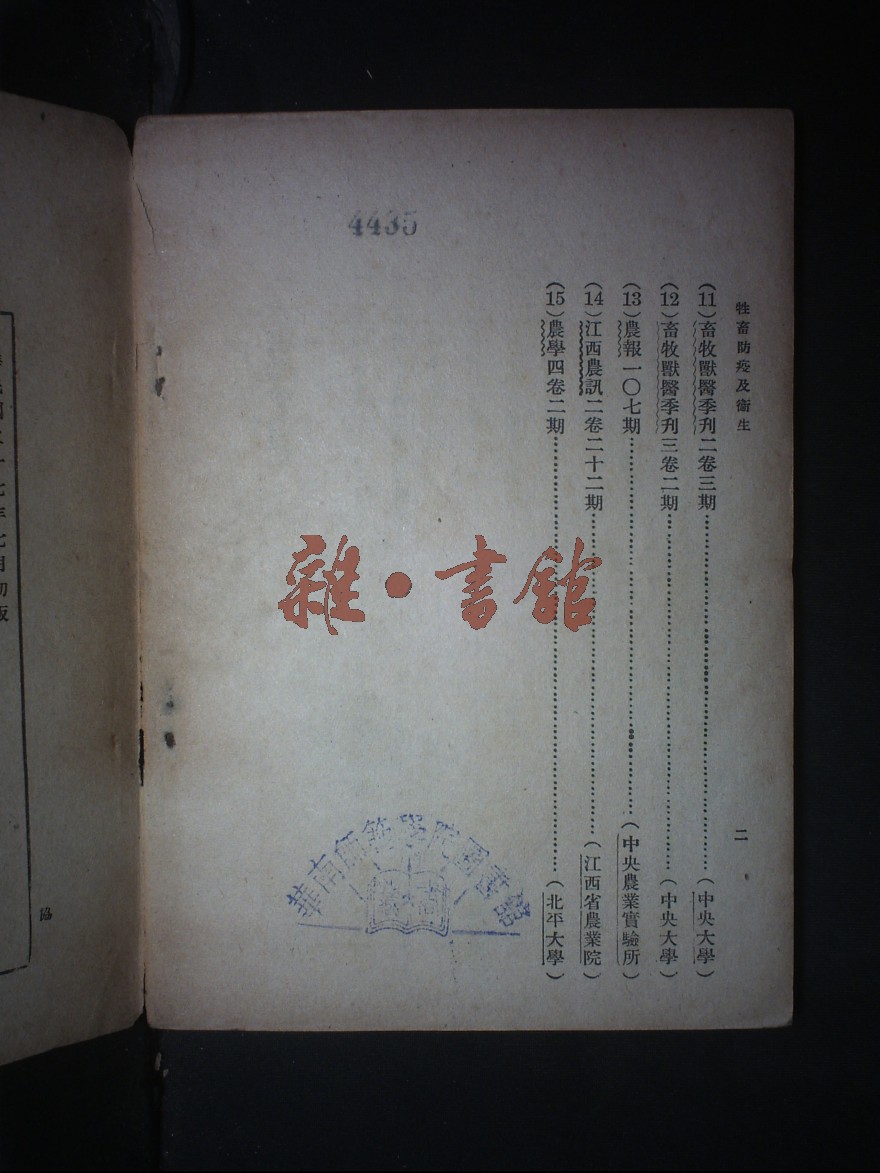 牲畜防疫及衞生
二
(11)畜牧獸醫季刊二卷三期……(中央大學)
(12)畜牧獸醫季刊三卷二期……(中央大學)
(13)農報一〇七期……(中央農業實驗所)
(14)江西農訊二卷二十二期……(江西省農業院)
(15)農學四卷二期……(北平大學)
4435
雜·書館
華南師範學院圖書館